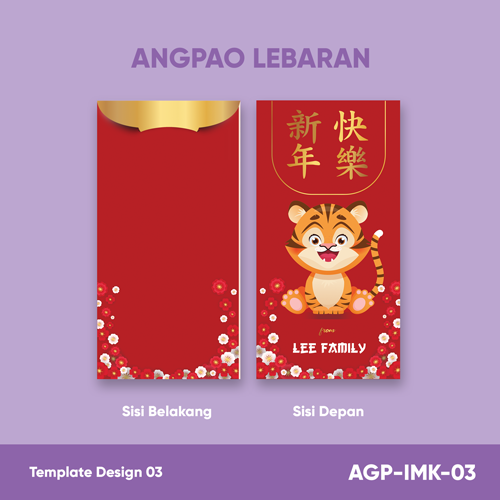 ANGPAO LEBARAN
新年
快樂
from
LEE FAMILY
Sisi Belakang
Sisi Depan
Template Design 03
AGP-IMK-03